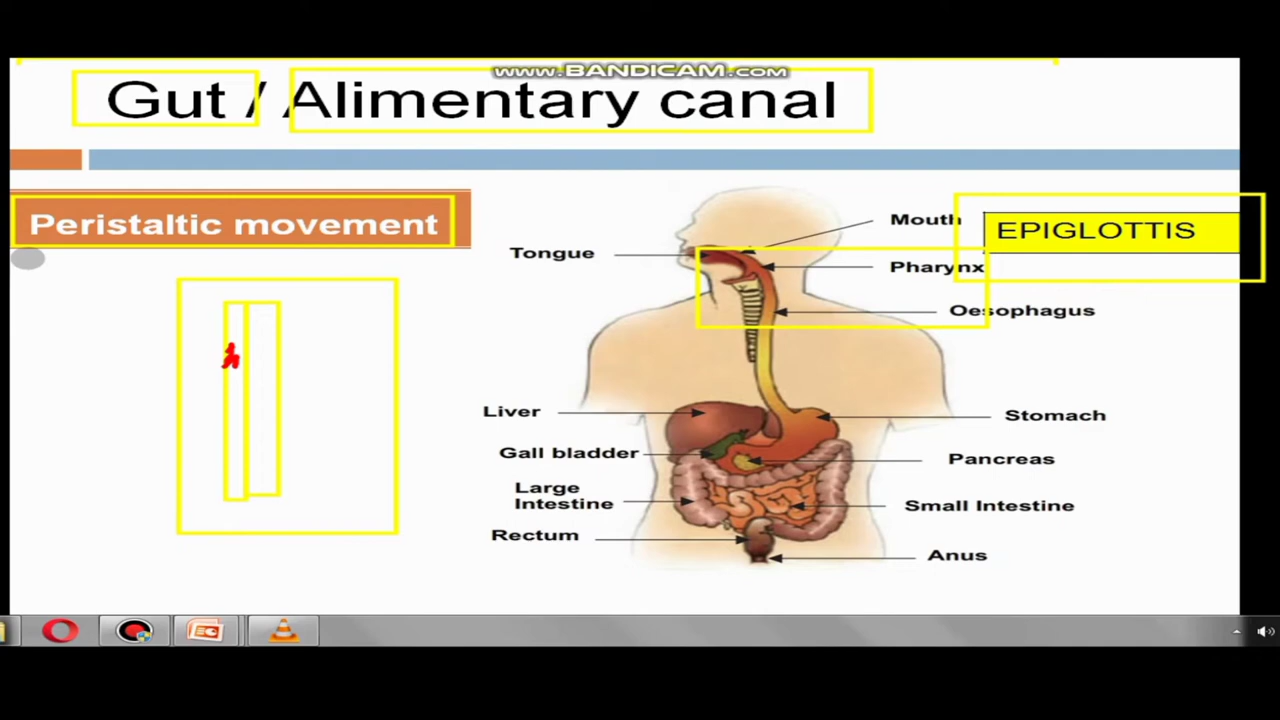 www.BANDICAM.com
Gut / Alimentary canal
Peristaltic movement
EPIGLOTTIS
Mouth
Tongue
Pharynx
Oesophagus
Liver
Stomach
Gall bladder
Pancreas
Large
Intestine
Small Intestine
Rectum
Anus